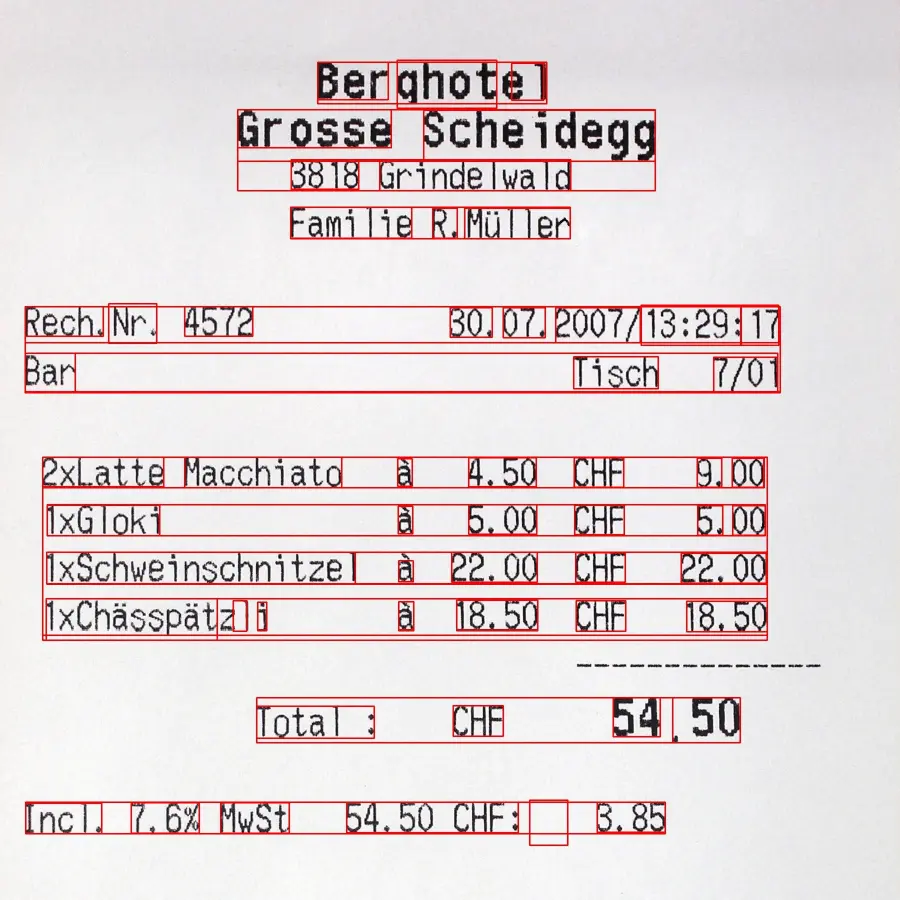 Berghotel
Grosse Scheidegg
3818 Grindelwald
Familie R.Müller
Rech.Nr. 4572 30.07.2007/13:29:17
Bar Tisch 7/01
2xLatte Macchiato à 4.50 CHF 9.00
1xGloki à 5.00 CHF 5.00
1xSchweinschnitzel à 22.00 CHF 22.00
1xChässpätzli à 18.50 CHF 18.50
Total : CHF 54.50
Incl. 7.6% MwSt 54.50 CHF: 3.85